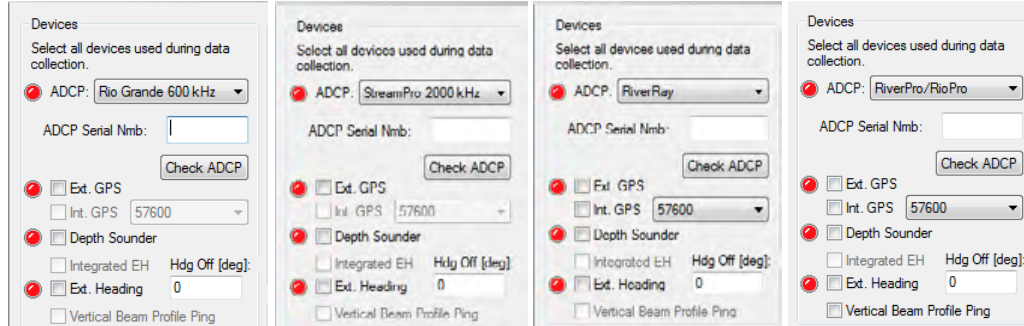 Devices
Select all devices used during data
collection.
ADCP: Rio Grande 600 kHz
ADCP Serial Nmb:
Check ADCP
Ext. GPS
Int. GPS 57600
Depth Sounder
Integrated EH Hdg Off [deg]:
Ext. Heading 0
Vertical Beam Profile Ping
Devices
Select all devices used during data
collection.
ADCP: StreamPro 2000 kHz
ADCP Serial Nmb:
Check ADCP
Ext. GPS
Int. GPS 57600
Depth Sounder
Integrated EH Hdg Off [deg]
Ext. Heading 0
Vertical Beam Profile Ping
Devices
Select all devices used during data
collection.
ADCP: RiverRay
ADCP Serial Nmb:
Check ADCP
Ext. GPS
Int. GPS 57600
Depth Sounder
Integrated EH Hdg Off [deg]:
Ext. Heading 0
Vertical Beam Profile Ping
Devices
Select all devices used during data
collection.
ADCP: RiverPro/RioPro
ADCP Serial Nmb:
Check ADCP
Ext. GPS
Int. GPS 57600
Depth Sounder
Integrated EH Hdg Off [deg]:
Ext. Heading 0
Vertical Beam Profile Ping